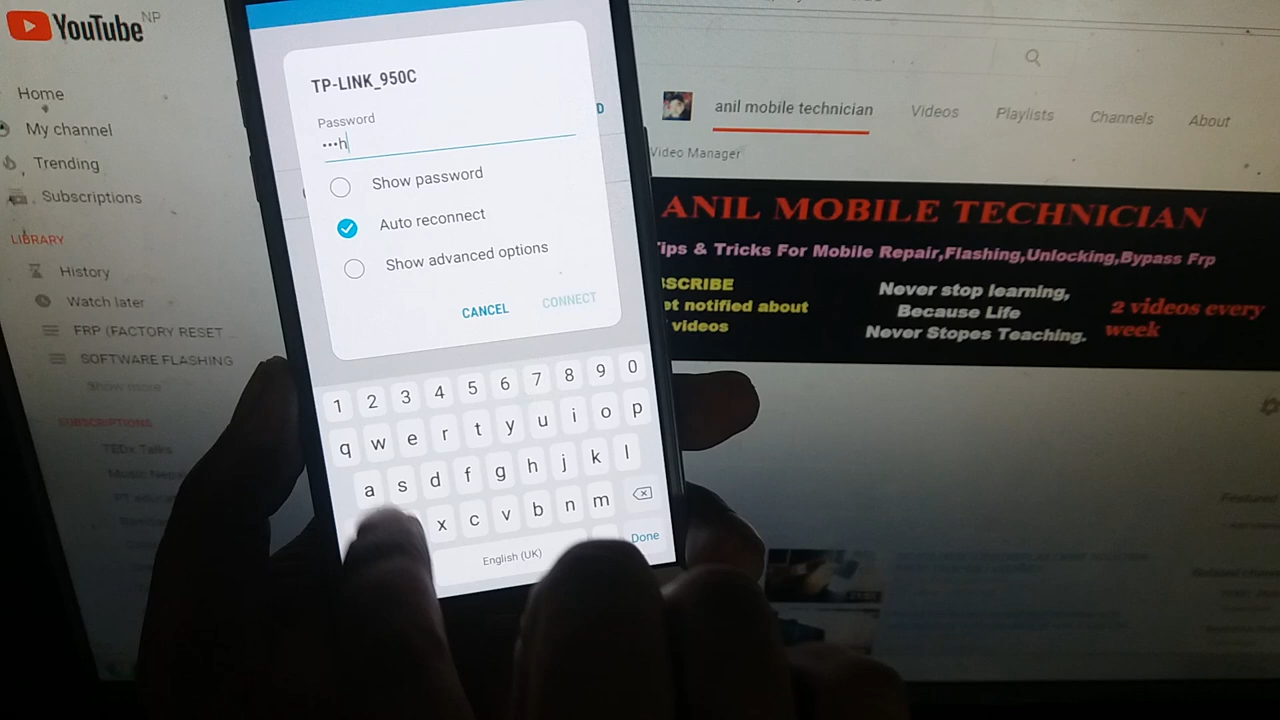 YouTube NP
Home
My channel
Trending
Subscriptions
LIBRARY
History
Watch later
FRP (FACTORY RESET
SOFTWARE FLASHING
Show more
SUBSCRIPTIONS
TEDx Talks
TP-LINK_950C
Password
•••h
Show password
Auto reconnect
Show advanced options
CANCEL CONNECT
D
1 2 3 4 5 6 7 8 9 0
q w e r t y u i o p
a s d f g h j k l
x c v b n m
English (UK) Done
anil mobile technician Videos Playlists Channels About
Video Manager
ANIL MOBILE TECHNICIAN
ips & Tricks For Mobile Repair,Flashing,Unlocking,Bypass Frp
SCRIBE
et notified about
videos
Never stop learning,
Because Life
Never Stopes Teaching.
2 videos every
week